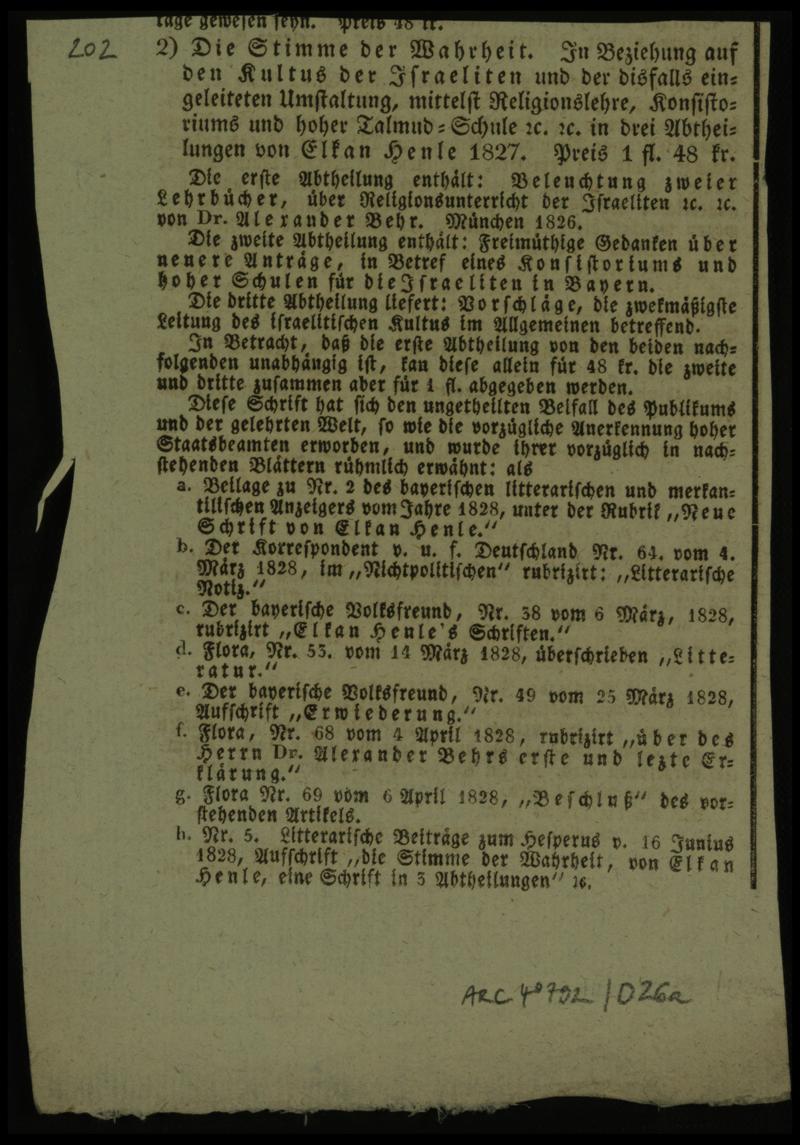 tage gewesen seyn. Preis 48 kr.
202
2) Die Stimme der Wahrheit. In Beziehung auf
den Kultus der Israeliten und der disfalls ein=
geleiteten Umstaltung, mittelst Religionslehre, Konsisto=
riums und hoher Talmud=Schule ꝛc. ꝛc. in drei Abthei=
lungen von Elkan Henle 1827. Preis 1 fl. 48 kr.
Die erste Abtheilung enthält: Beleuchtung zweier
Lehrbücher, über Religionsunterricht der Israeliten ꝛc. ꝛc.
von Dr. Alexander Behr. München 1826.
Die zweite Abtheilung enthält: Freimüthige Gedanken über
neuere Anträge, in Betref eines Konsistoriums und
hoher Schulen für die Israeliten in Bayern.
Die dritte Abtheilung liefert: Vorschläge, die zwekmäßigste
Leitung des israelitischen Kultus im Allgemeinen betreffend.
In Betracht, daß die erste Abtheilung von den beiden nach=
folgenden unabhängig ist, kan diese allein für 48 kr. die zweite
und dritte zusammen aber für 1 fl. abgegeben werden.
Diese Schrift hat sich den ungetheilten Beifall des Publikums
und der gelehrten Welt, so wie die vorzügliche Anerkennung hoher
Staatsbeamten erworben, und wurde ihrer vorzüglich in nach=
stehenden Blättern rühmlich erwähnt: als
a. Beilage zu Nr. 2 des bayerischen litterarischen und merkan=
tilischen Anzeigers vom Jahre 1828, unter der Rubrik „Neue
Schrift von Elkan Henle.“
b. Der Korrespondent v. u. f. Deutschland Nr. 64. vom 4.
März 1828, im „Nichtpolitischen“ rubrizirt: „Litterarische
Notiz.“
c. Der bayerische Volksfreund, Nr. 38 vom 6 März, 1828,
rubrizirt „Elkan Henle's Schriften.“
d. Flora, Nr. 53. vom 14 März 1828, überschrieben „Litte=
ratur.“
e. Der bayerische Volksfreund, Nr. 49 vom 25 März 1828,
Aufschrift „Erwiederung.“
f. Flora, Nr. 68 vom 4 April 1828, rubrizirt „über des
Herrn Dr. Alexander Behrs erste und lezte Er=
klärung.“
g. Flora Nr. 69 vom 6 April 1828, „Beschluß“ des vor=
stehenden Artikels.
h. Nr. 5. Litterarische Beiträge zum Hesperus v. 16 Junius
1828, Aufschrift „die Stimme der Wahrheit, von Elkan
Henle, eine Schrift in 3 Abtheilungen“ ꝛc.
ARC 4° 792 / D26a